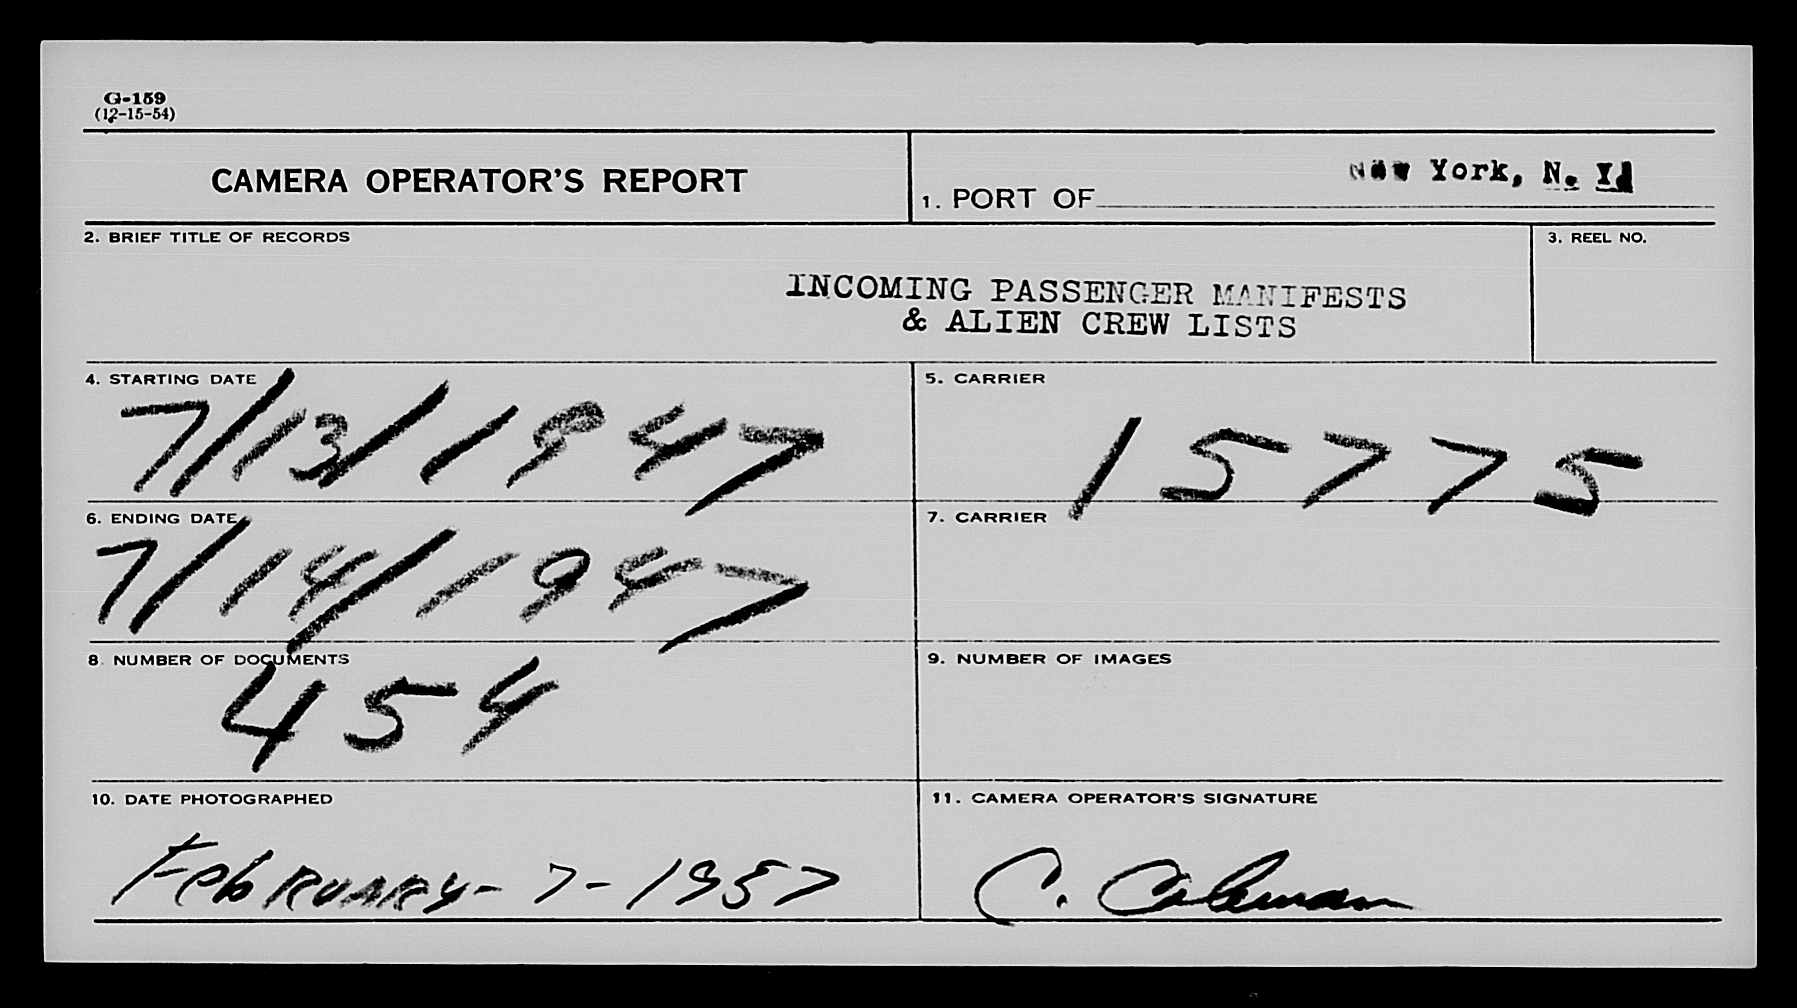 G-159
(12-15-54)
CAMERA OPERATOR'S REPORT
1. PORT OF New York, N. Y.
2. BRIEF TITLE OF RECORDS
INCOMING PASSENGER MANIFESTS
& ALIEN CREW LISTS
3. REEL NO.
4. STARTING DATE
7/13/1947
5. CARRIER
15775
6. ENDING DATE
7/14/1947
7. CARRIER
8. NUMBER OF DOCUMENTS
454
9. NUMBER OF IMAGES
10. DATE PHOTOGRAPHED
February-7-1957
11. CAMERA OPERATOR'S SIGNATURE
C. Coleman